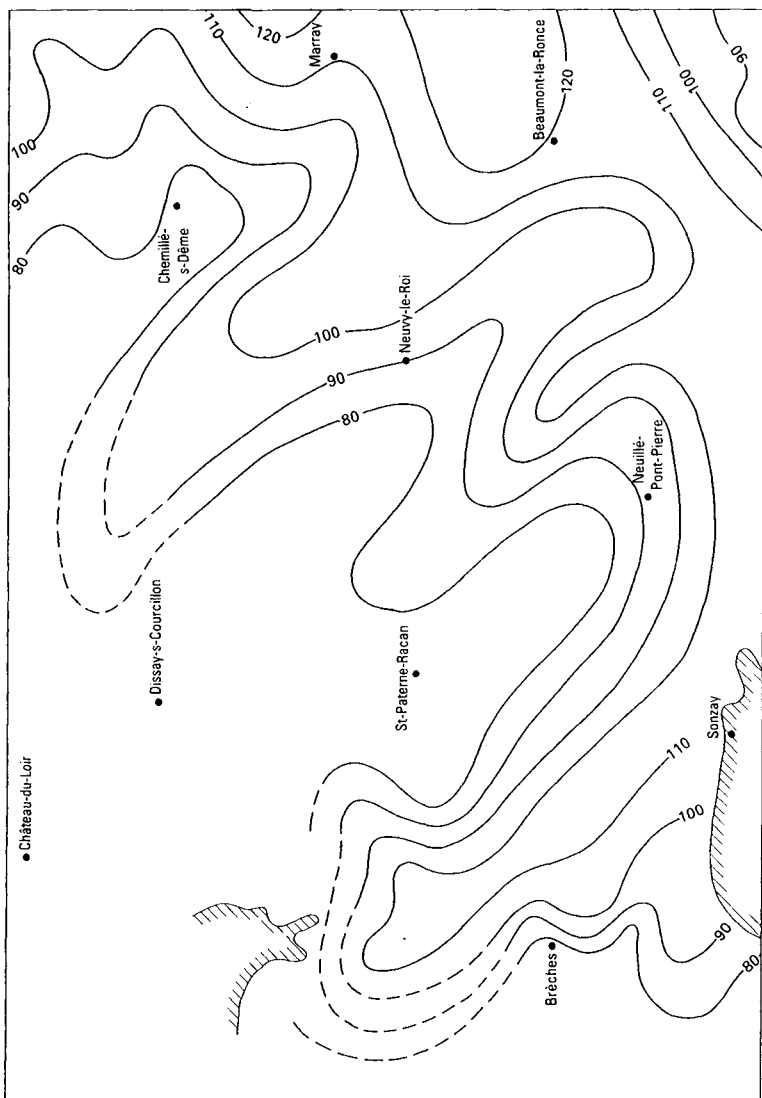 Château-du-Loir
Dissay-s-Courcillon
Chemillé-
s-Dême
80
90
100
110
120
Marray
St-Paterne-Racan
80
90
Neuvy-le-Roi
100
Brèches
Beaumont-la-Ronce
120
Neuillé-
Pont-Pierre
110
100
90
Sonzay
110
100
90
80